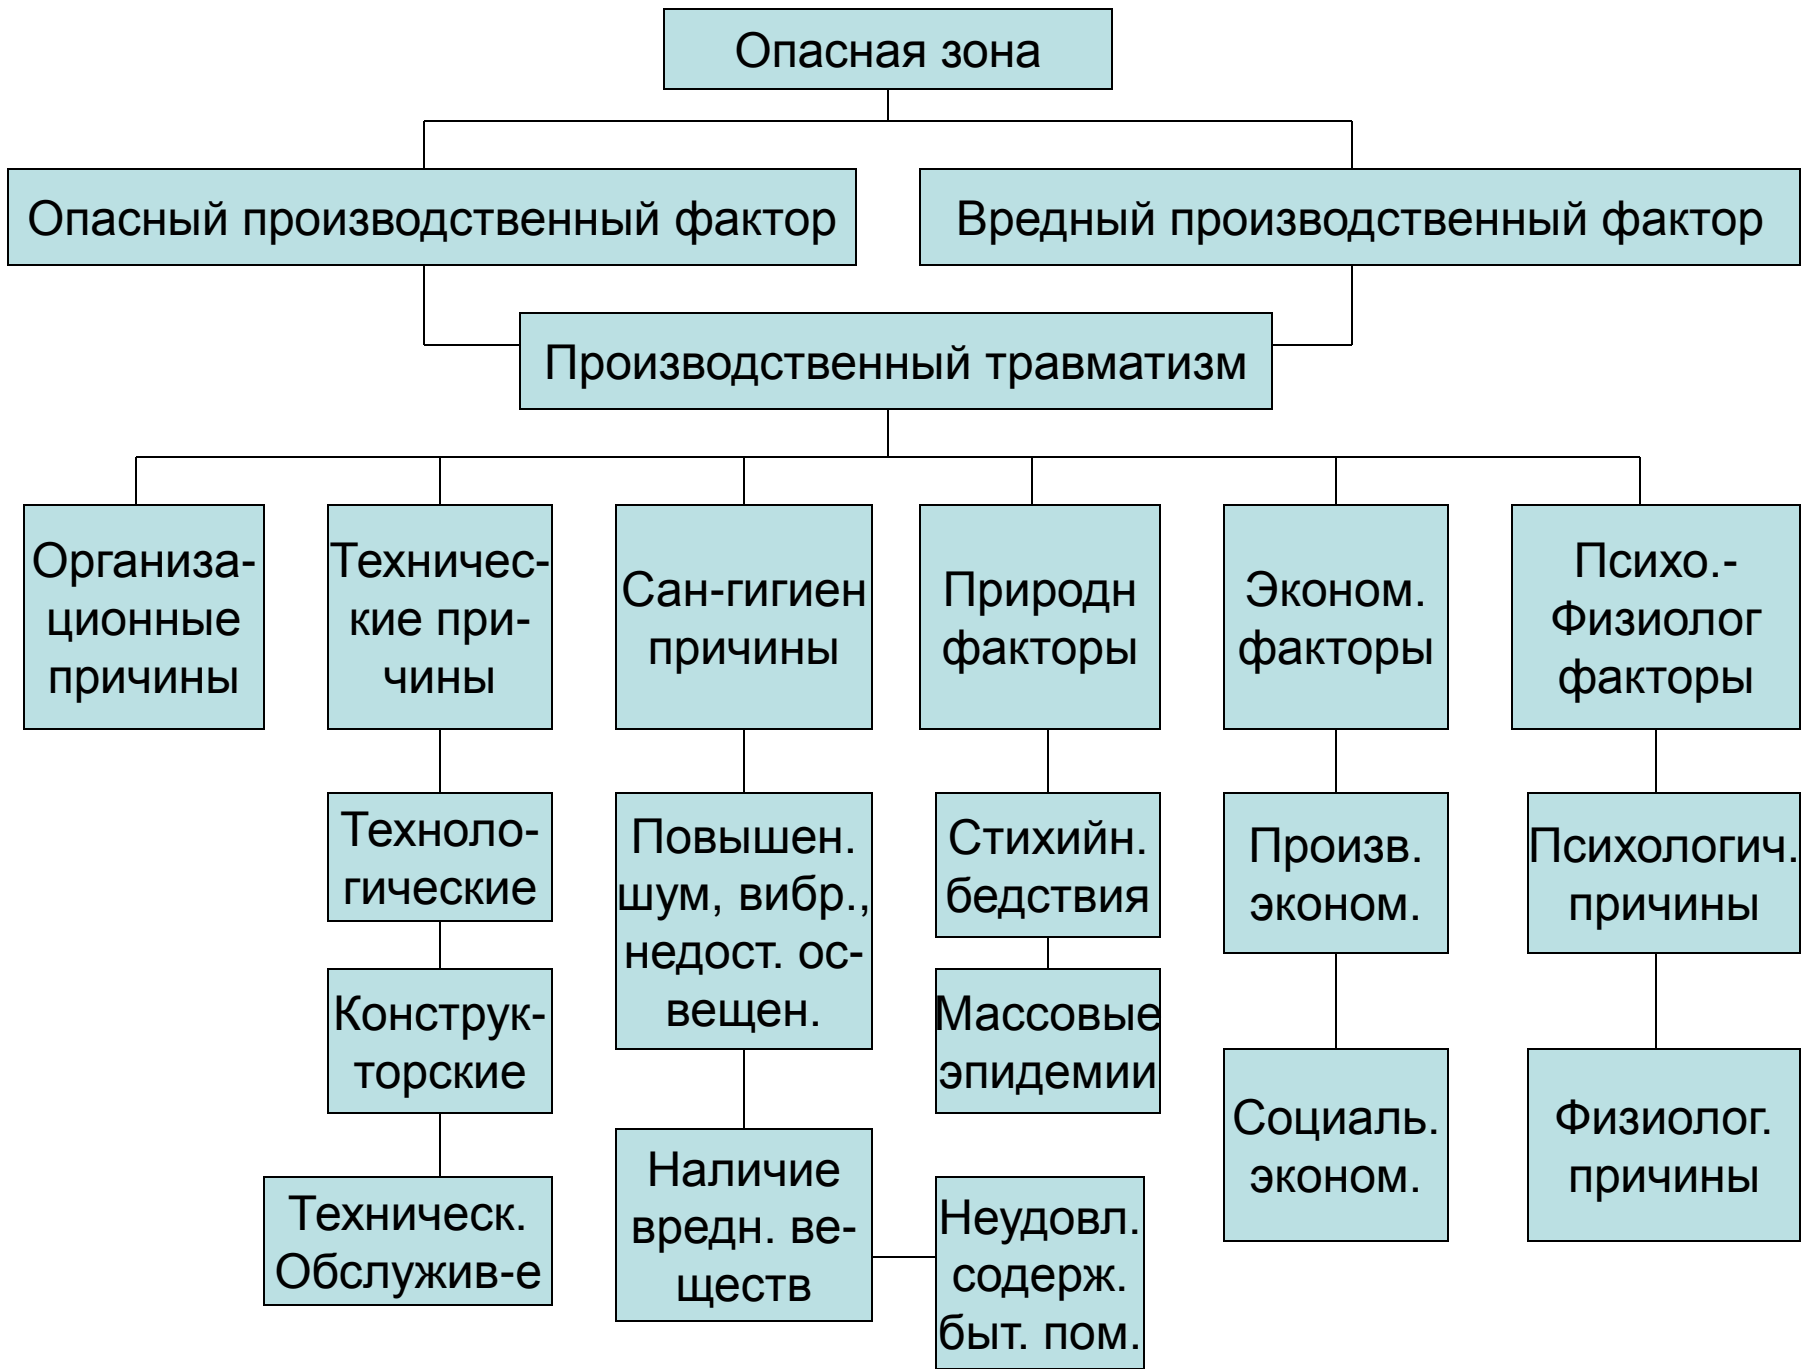 Опасная зона
Опасный производственный фактор
Вредный производственный фактор
Производственный травматизм
Организа-
ционные
причины
Техничес-
кие при-
чины
Сан-гигиен
причины
Природн
факторы
Эконом.
факторы
Психо.-
Физиолог
факторы
Техноло-
гические
Повышен.
шум, вибр.,
недост. ос-
вещен.
Стихийн.
бедствия
Произв.
эконом.
Психологич.
причины
Конструк-
торские
Массовые
эпидемии
Социаль.
эконом.
Физиолог.
причины
Техническ.
Обслужив-е
Наличие
вредн. ве-
ществ
Неудовл.
содерж.
быт. пом.